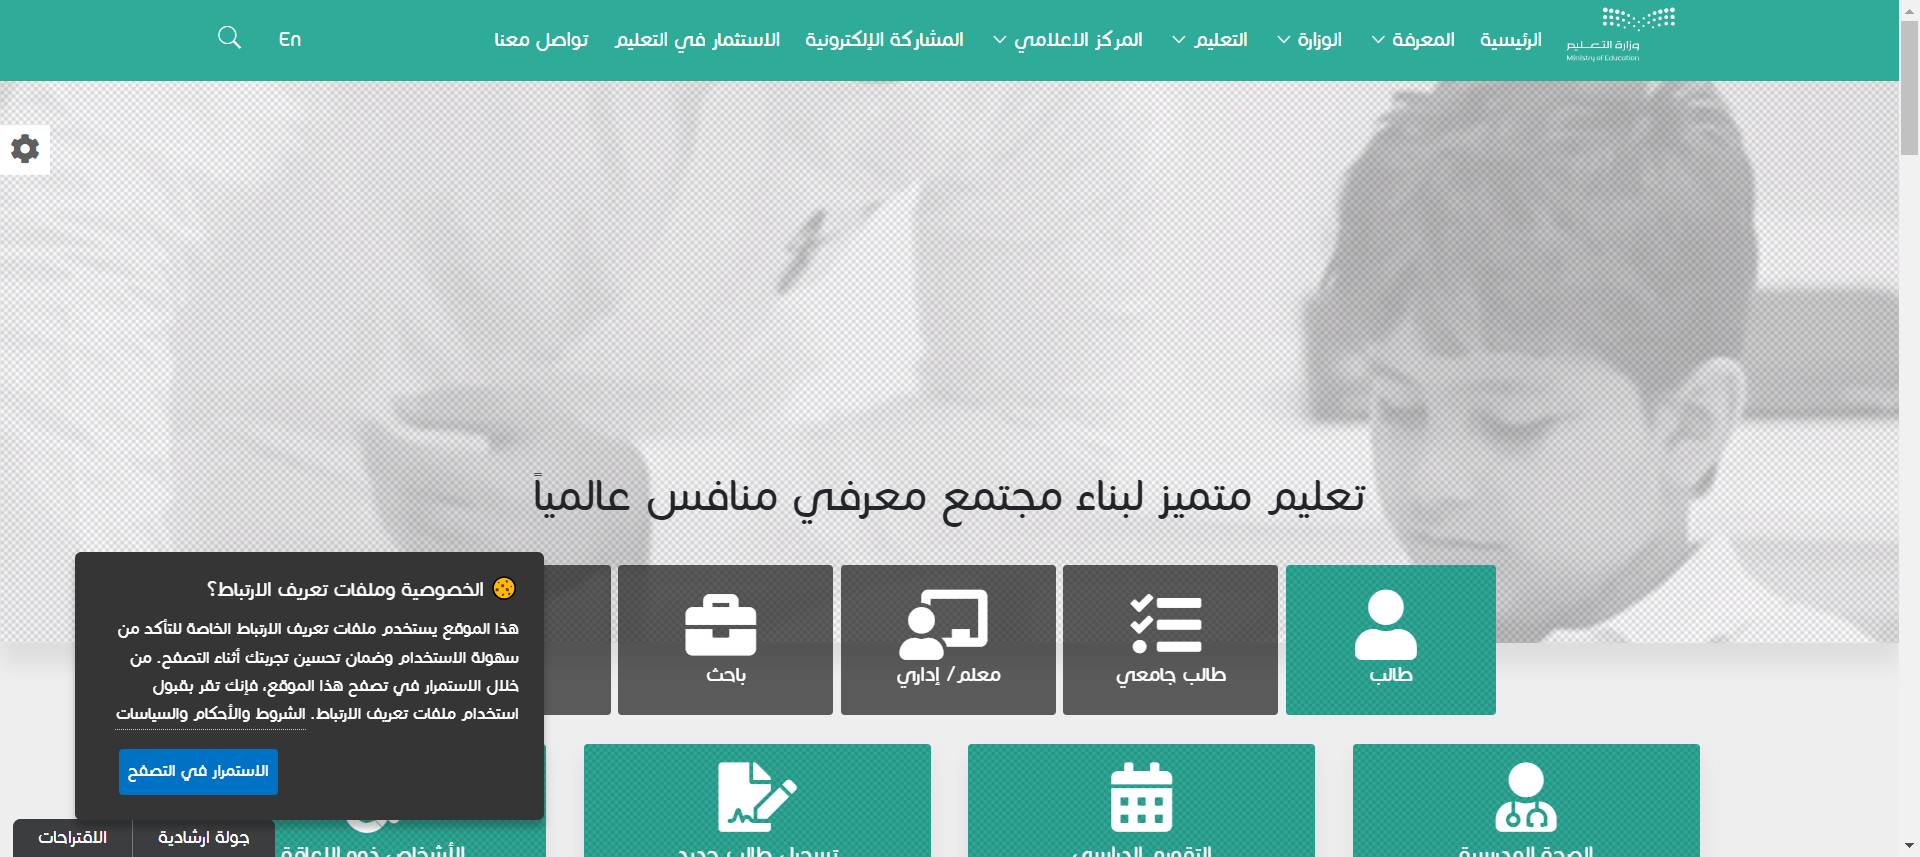 وزارة التعليم
Ministry of Education
الرئيسية
المعرفة
الوزارة
التعليم
المركز الاعلامي
المشاركة الإلكترونية
الاستثمار في التعليم
تواصل معنا
En
تعليم متميز لبناء مجتمع معرفي منافس عالمياً
طالب
طالب جامعي
معلم/ إداري
باحث
الخصوصية وملفات تعريف الارتباط؟
هذا الموقع يستخدم ملفات تعريف الارتباط الخاصة للتأكد من
سهولة الاستخدام وضمان تحسين تجربتك أثناء التصفح. من
خلال الاستمرار في تصفح هذا الموقع، فإنك تقر بقبول
استخدام ملفات تعريف الارتباط. الشروط والأحكام والسياسات
الاستمرار في التصفح
الصحة المدرسية
التقويم الدراسي
تسجيل طالب جديد
الأشخاص ذوو الإعاقة
جولة ارشادية
الاقتراحات